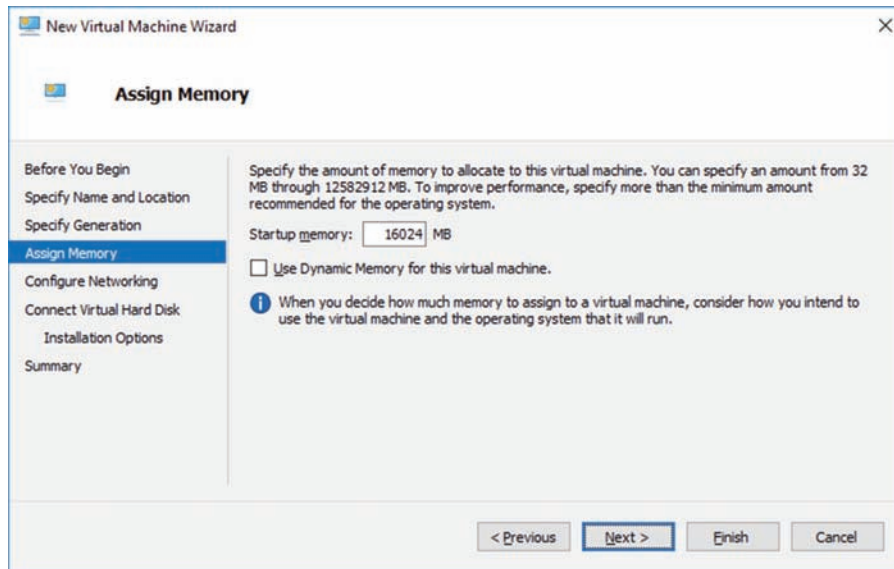 New Virtual Machine Wizard
Assign Memory
Before You Begin
Specify Name and Location
Specify Generation
Assign Memory
Configure Networking
Connect Virtual Hard Disk
Installation Options
Summary
Specify the amount of memory to allocate to this virtual machine. You can specify an amount from 32
MB through 12582912 MB. To improve performance, specify more than the minimum amount
recommended for the operating system.
Startup memory: 16024 MB
Use Dynamic Memory for this virtual machine.
When you decide how much memory to assign to a virtual machine, consider how you intend to
use the virtual machine and the operating system that it will run.
< Previous Next > Finish Cancel